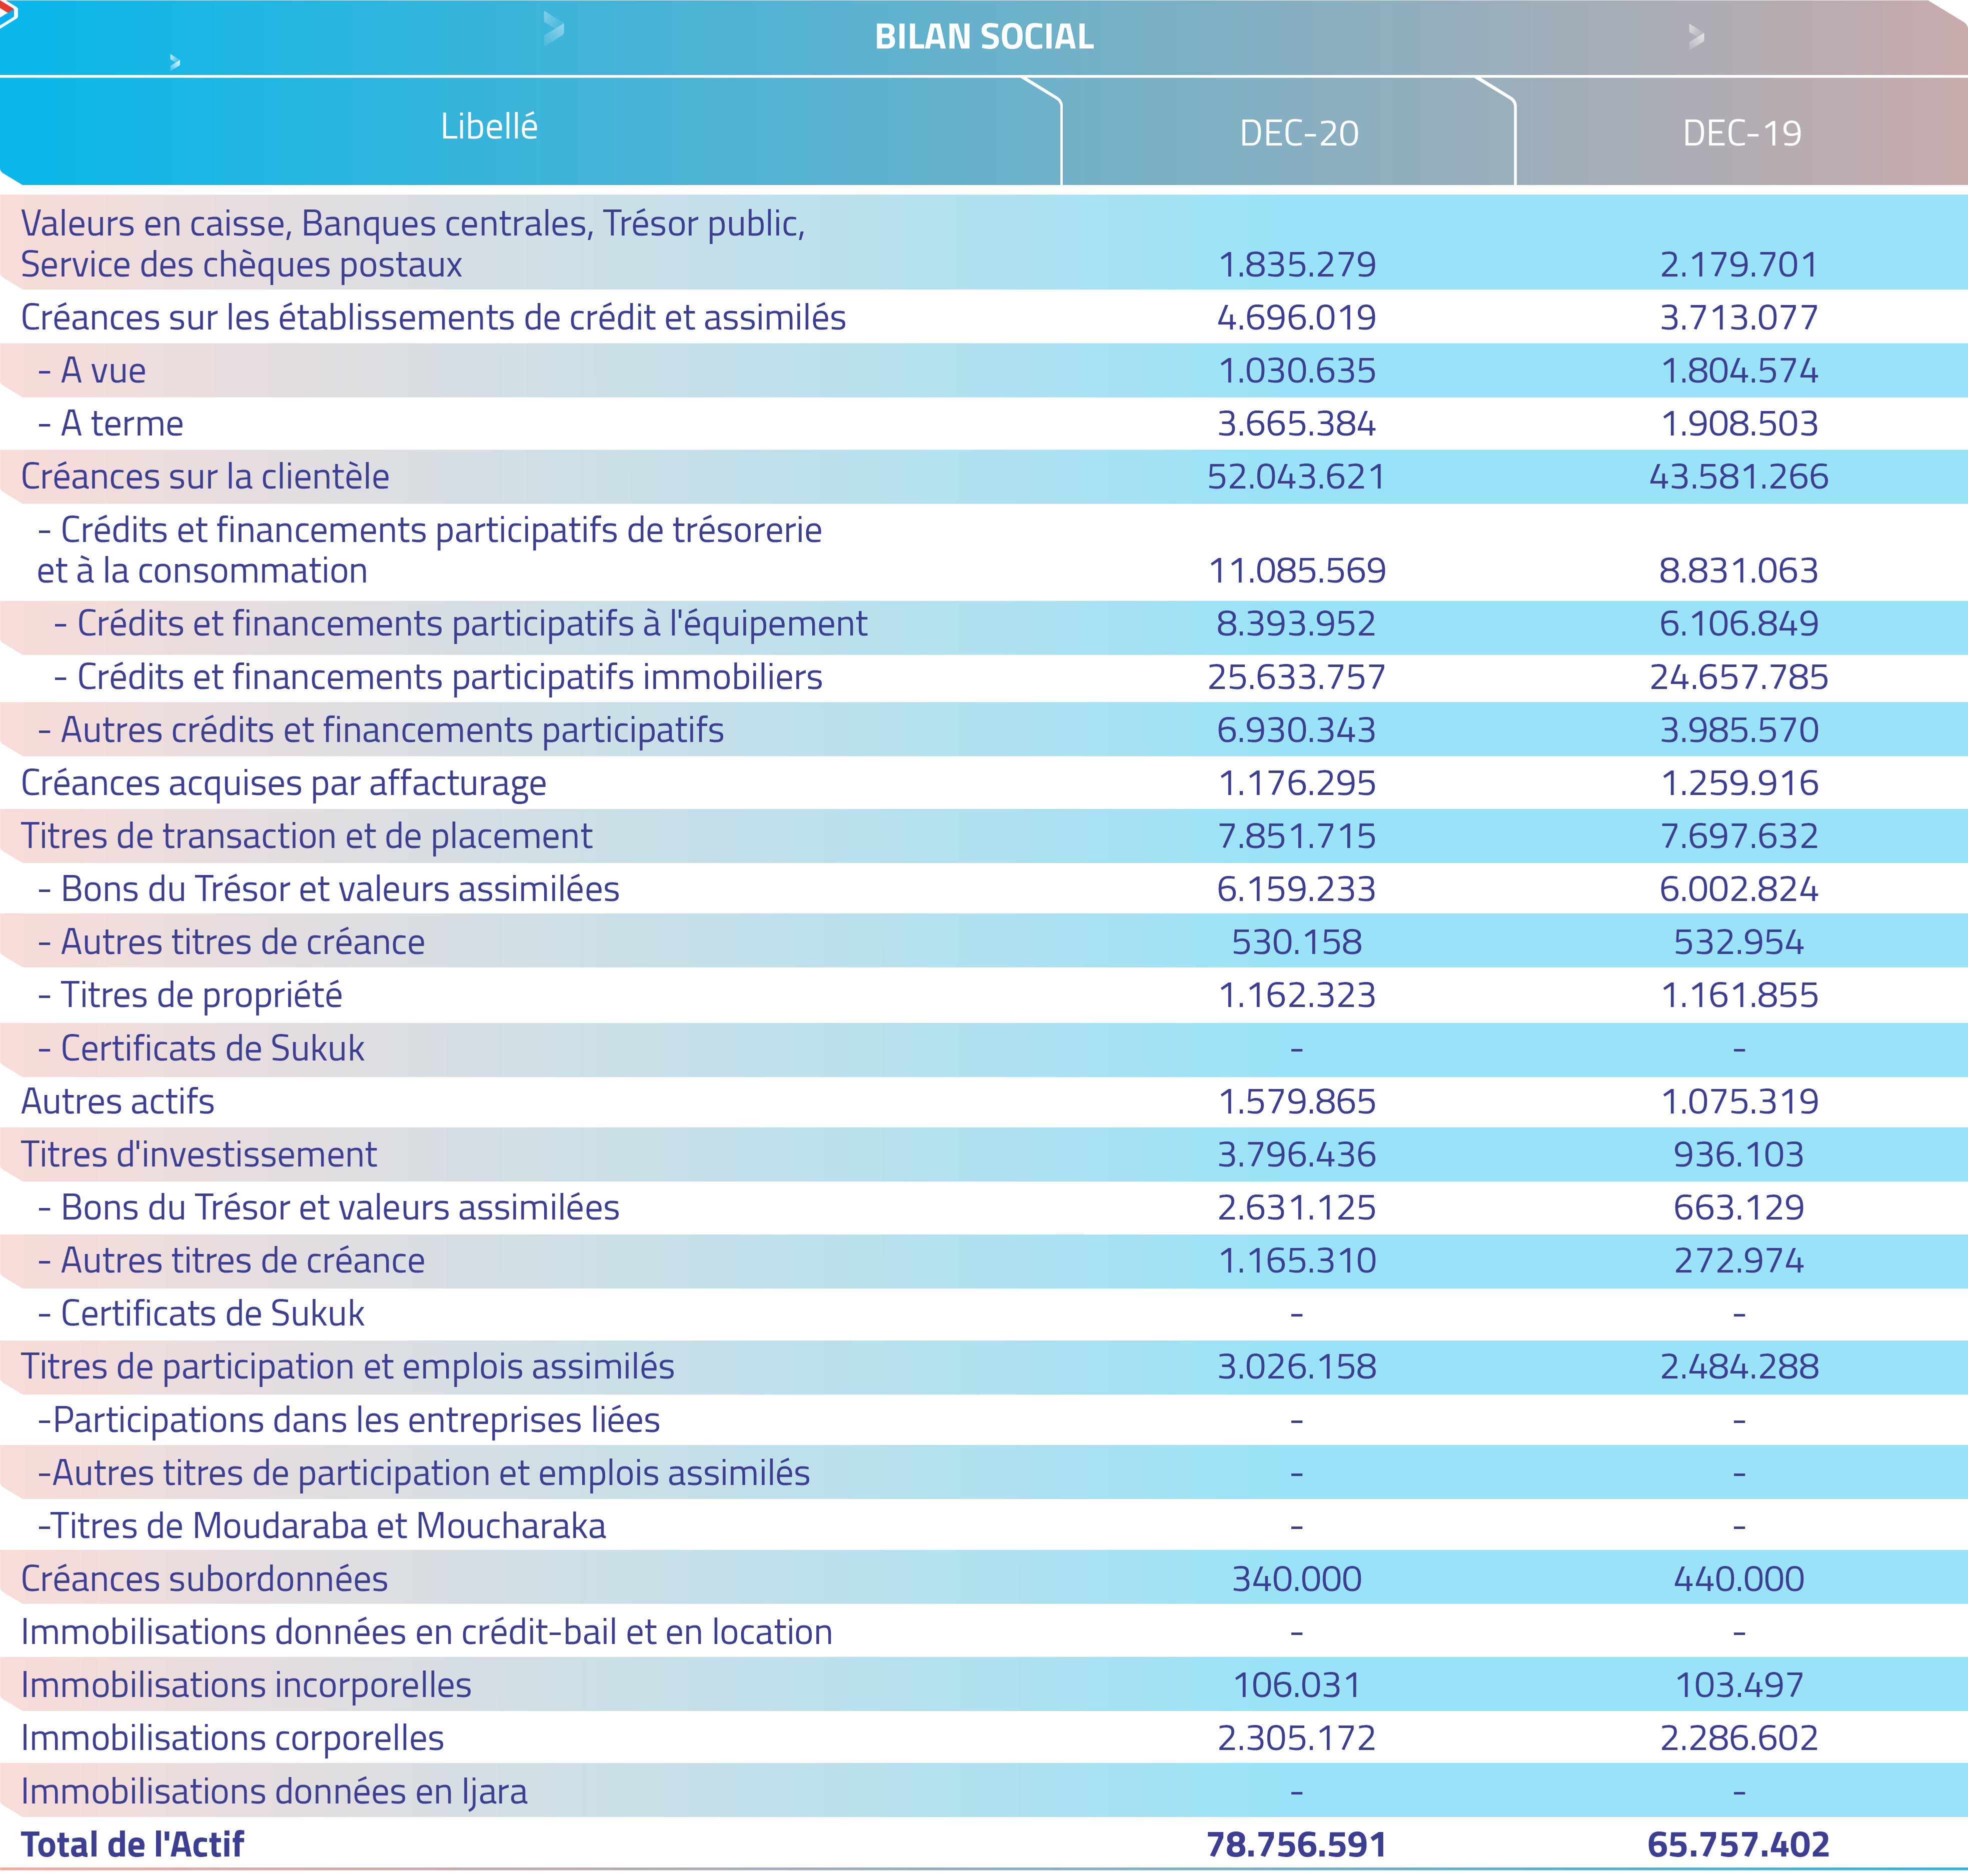 BILAN SOCIAL
Libellé DEC-20 DEC-19
Valeurs en caisse, Banques centrales, Trésor public,
Service des chèques postaux 1.835.279 2.179.701
Créances sur les établissements de crédit et assimilés 4.696.019 3.713.077
- A vue 1.030.635 1.804.574
- A terme 3.665.384 1.908.503
Créances sur la clientèle 52.043.621 43.581.266
- Crédits et financements participatifs de trésorerie
et à la consommation 11.085.569 8.831.063
- Crédits et financements participatifs à l'équipement 8.393.952 6.106.849
- Crédits et financements participatifs immobiliers 25.633.757 24.657.785
- Autres crédits et financements participatifs 6.930.343 3.985.570
Créances acquises par affacturage 1.176.295 1.259.916
Titres de transaction et de placement 7.851.715 7.697.632
- Bons du Trésor et valeurs assimilées 6.159.233 6.002.824
- Autres titres de créance 530.158 532.954
- Titres de propriété 1.162.323 1.161.855
- Certificats de Sukuk - -
Autres actifs 1.579.865 1.075.319
Titres d'investissement 3.796.436 936.103
- Bons du Trésor et valeurs assimilées 2.631.125 663.129
- Autres titres de créance 1.165.310 272.974
- Certificats de Sukuk - -
Titres de participation et emplois assimilés 3.026.158 2.484.288
-Participations dans les entreprises liées - -
-Autres titres de participation et emplois assimilés - -
-Titres de Moudaraba et Moucharaka - -
Créances subordonnées 340.000 440.000
Immobilisations données en crédit-bail et en location - -
Immobilisations incorporelles 106.031 103.497
Immobilisations corporelles 2.305.172 2.286.602
Immobilisations données en Ijara - -
Total de l'Actif 78.756.591 65.757.402